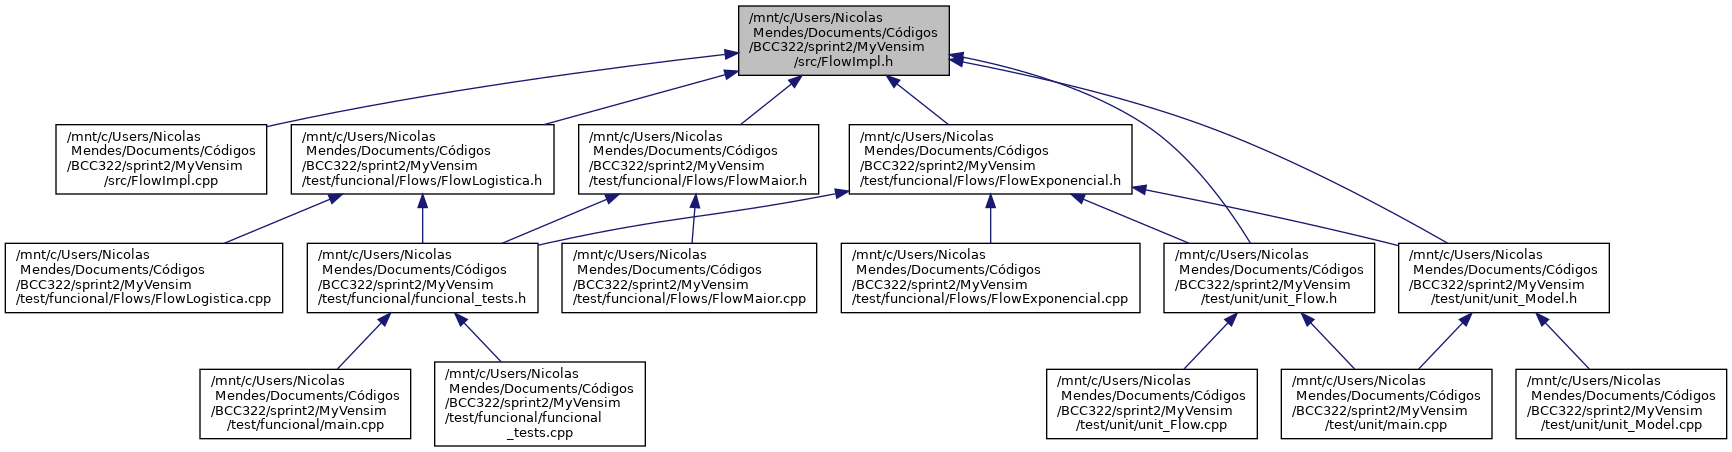 /mnt/c/Users/Nicolas
Mendes/Documents/Códigos
/BCC322/sprint2/MyVensim
/src/FlowImpl.h
/mnt/c/Users/Nicolas
Mendes/Documents/Códigos
/BCC322/sprint2/MyVensim
/src/FlowImpl.cpp
/mnt/c/Users/Nicolas
Mendes/Documents/Códigos
/BCC322/sprint2/MyVensim
/test/funcional/Flows/FlowLogistica.h
/mnt/c/Users/Nicolas
Mendes/Documents/Códigos
/BCC322/sprint2/MyVensim
/test/funcional/Flows/FlowMaior.h
/mnt/c/Users/Nicolas
Mendes/Documents/Códigos
/BCC322/sprint2/MyVensim
/test/funcional/Flows/FlowExponencial.h
/mnt/c/Users/Nicolas
Mendes/Documents/Códigos
/BCC322/sprint2/MyVensim
/test/funcional/Flows/FlowLogistica.cpp
/mnt/c/Users/Nicolas
Mendes/Documents/Códigos
/BCC322/sprint2/MyVensim
/test/funcional/funcional_tests.h
/mnt/c/Users/Nicolas
Mendes/Documents/Códigos
/BCC322/sprint2/MyVensim
/test/funcional/Flows/FlowMaior.cpp
/mnt/c/Users/Nicolas
Mendes/Documents/Códigos
/BCC322/sprint2/MyVensim
/test/funcional/Flows/FlowExponencial.cpp
/mnt/c/Users/Nicolas
Mendes/Documents/Códigos
/BCC322/sprint2/MyVensim
/test/unit/unit_Flow.h
/mnt/c/Users/Nicolas
Mendes/Documents/Códigos
/BCC322/sprint2/MyVensim
/test/unit/unit_Model.h
/mnt/c/Users/Nicolas
Mendes/Documents/Códigos
/BCC322/sprint2/MyVensim
/test/funcional/main.cpp
/mnt/c/Users/Nicolas
Mendes/Documents/Códigos
/BCC322/sprint2/MyVensim
/test/funcional/funcional
_tests.cpp
/mnt/c/Users/Nicolas
Mendes/Documents/Códigos
/BCC322/sprint2/MyVensim
/test/unit/unit_Flow.cpp
/mnt/c/Users/Nicolas
Mendes/Documents/Códigos
/BCC322/sprint2/MyVensim
/test/unit/main.cpp
/mnt/c/Users/Nicolas
Mendes/Documents/Códigos
/BCC322/sprint2/MyVensim
/test/unit/unit_Model.cpp